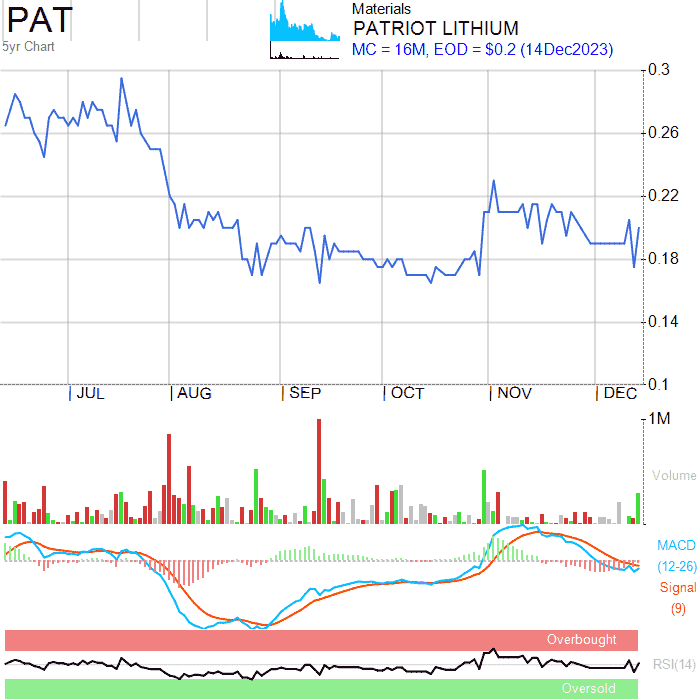 PAT
5yr Chart
Materials
PATRIOT LITHIUM
MC = 16M, EOD = $0.2 (14Dec2023)
0.3
0.26
0.22
0.18
0.14
0.1
JUL AUG SEP OCT NOV DEC
1M
Volume
MACD
(12-26)
Signal
(9)
Overbought
RSI(14)
Oversold